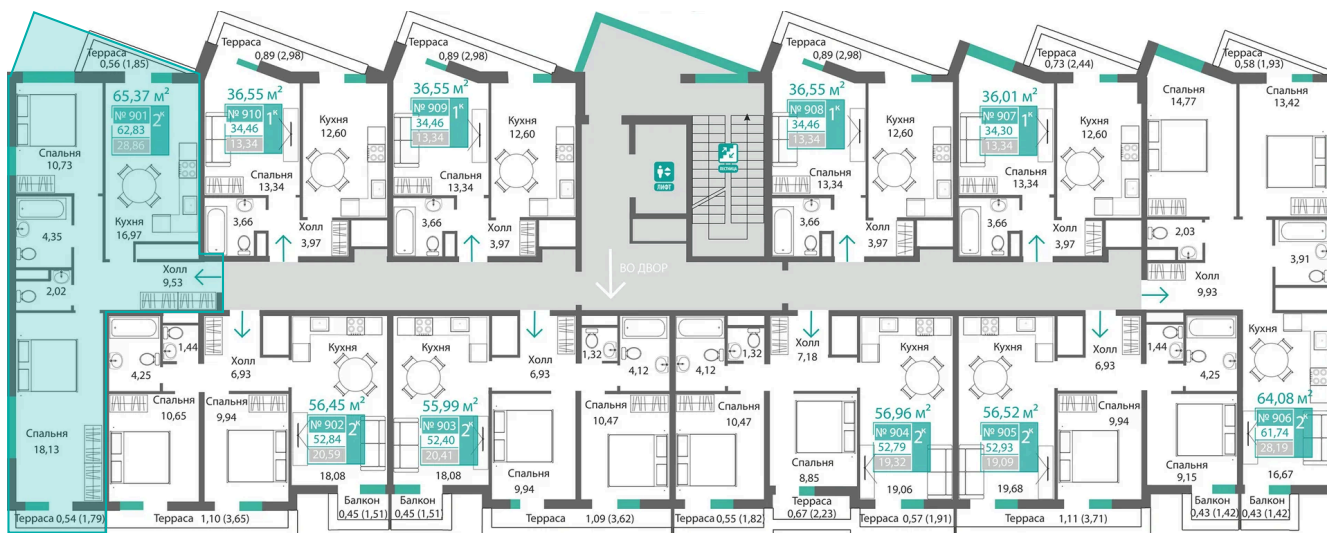 Терраса
0,56 (1,85)
65,37 м²
№ 901
62,83
28,86
2ᴷ
Спальня
10,73
4,35
Кухня
16,97
2,02
Холл
9,53
Спальня
18,13
Терраса 0,54 (1,79)
Терраса
0,89 (2,98)
36,55 м²
№ 910
34,46
13,34
1ᴷ
Кухня
12,60
Спальня
13,34
3,66
Холл
3,97
Терраса
0,89 (2,98)
36,55 м²
№ 909
34,46
13,34
1ᴷ
Кухня
12,60
Спальня
13,34
3,66
Холл
3,97
ЛИФТ
ЛЕСТНИЦА
ВО ДВОР
Терраса
0,89 (2,98)
36,55 м²
№ 908
34,46
13,34
1ᴷ
Кухня
12,60
Спальня
13,34
3,66
Холл
3,97
Терраса
0,73 (2,44)
36,01 м²
№ 907
34,30
13,34
1ᴷ
Кухня
12,60
Спальня
13,34
3,66
Холл
3,97
Терраса
0,58 (1,93)
Спальня
14,77
Спальня
13,42
2,03
3,91
Холл
9,93
1,44
4,25
Холл
6,93
Кухня
Спальня
10,65
Спальня
9,94
56,45 м²
№ 902
52,84
20,59
2ᴷ
18,08
Терраса
1,10 (3,65)
Балкон
0,45 (1,51)
Кухня
Холл
6,93
1,32
4,12
55,99 м²
№ 903
52,40
20,41
2ᴷ
18,08
Спальня
9,94
Спальня
10,47
Балкон
0,45 (1,51)
Терраса
1,09 (3,62)
4,12
1,32
Холл
7,18
Кухня
Спальня
10,47
Спальня
8,85
56,96 м²
№ 904
52,79
19,32
2ᴷ
19,06
Терраса 0,55 (1,82)
Терраса
0,67 (2,23)
0,57 (1,91)
Кухня
Холл
6,93
1,44
4,25
56,52 м²
№ 905
52,93
19,09
2ᴷ
19,68
Спальня
9,94
Спальня
9,15
Терраса
1,11 (3,71)
Балкон
0,43 (1,42)
Кухня
64,08 м²
№ 906
61,74
28,19
2ᴷ
16,67
Балкон
0,43 (1,42)